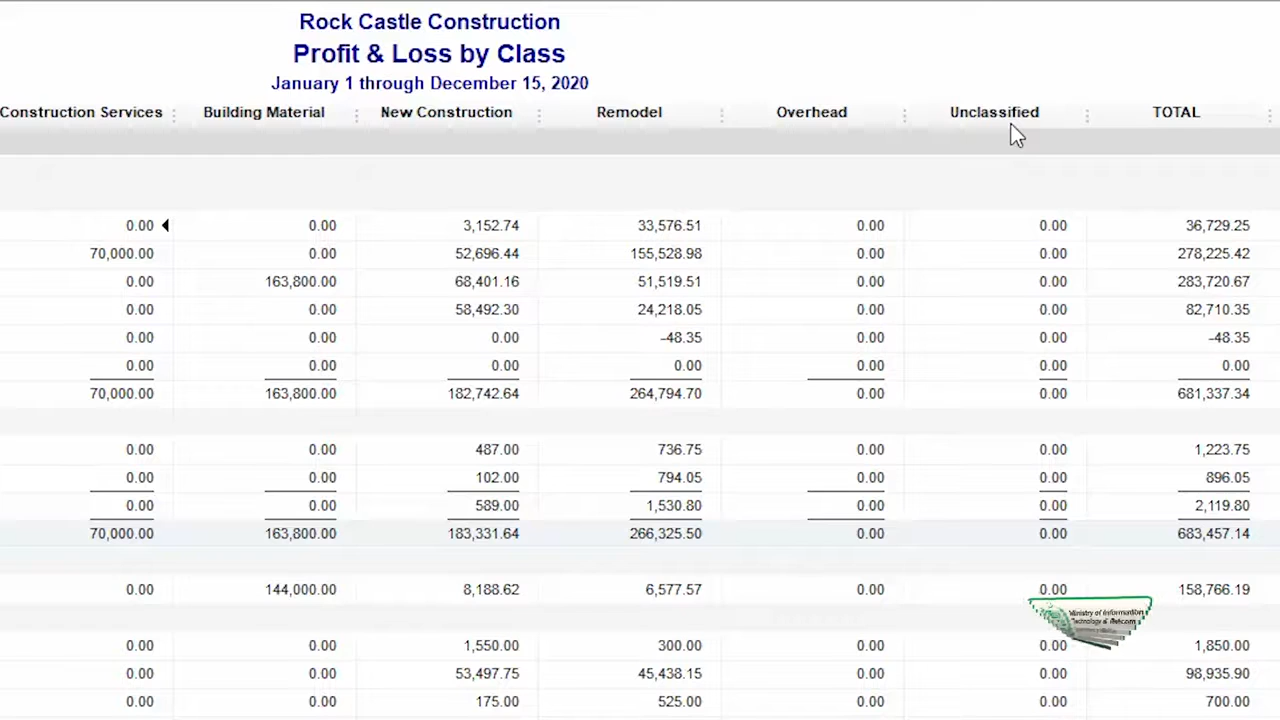 Rock Castle Construction
Profit & Loss by Class
January 1 through December 15, 2020
Construction Services Building Material New Construction Remodel Overhead Unclassified TOTAL
0.00 0.00 3,152.74 33,576.51 0.00 0.00 36,729.25
70,000.00 0.00 52,696.44 155,528.98 0.00 0.00 278,225.42
0.00 163,800.00 68,401.16 51,519.51 0.00 0.00 283,720.67
0.00 0.00 58,492.30 24,218.05 0.00 0.00 82,710.35
0.00 0.00 0.00 -48.35 0.00 0.00 -48.35
0.00 0.00 0.00 0.00 0.00 0.00 0.00
70,000.00 163,800.00 182,742.64 264,794.70 0.00 0.00 681,337.34
0.00 0.00 487.00 736.75 0.00 0.00 1,223.75
0.00 0.00 102.00 794.05 0.00 0.00 896.05
0.00 0.00 589.00 1,530.80 0.00 0.00 2,119.80
70,000.00 163,800.00 183,331.64 266,325.50 0.00 0.00 683,457.14
0.00 144,000.00 8,188.62 6,577.57 0.00 0.00 158,766.19
Ministry of Information
Technology & Telecom
0.00 0.00 1,550.00 300.00 0.00 0.00 1,850.00
0.00 0.00 53,497.75 45,438.15 0.00 0.00 98,935.90
0.00 0.00 175.00 525.00 0.00 0.00 700.00